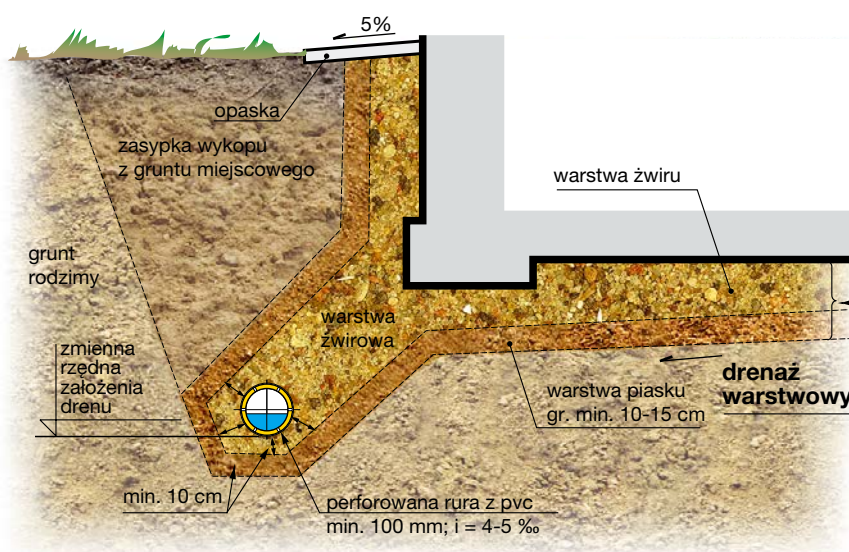 5%
opaska
zasypka wykopu
z gruntu miejscowego
warstwa żwiru
grunt
rodzimy
warstwa
żwirowa
zmienna
rzędna
założenia
drenu
drenaż
warstwowy
warstwa piasku
gr. min. 10-15 cm
min. 10 cm
perforowana rura z pvc
min. 100 mm; i = 4-5 ‰